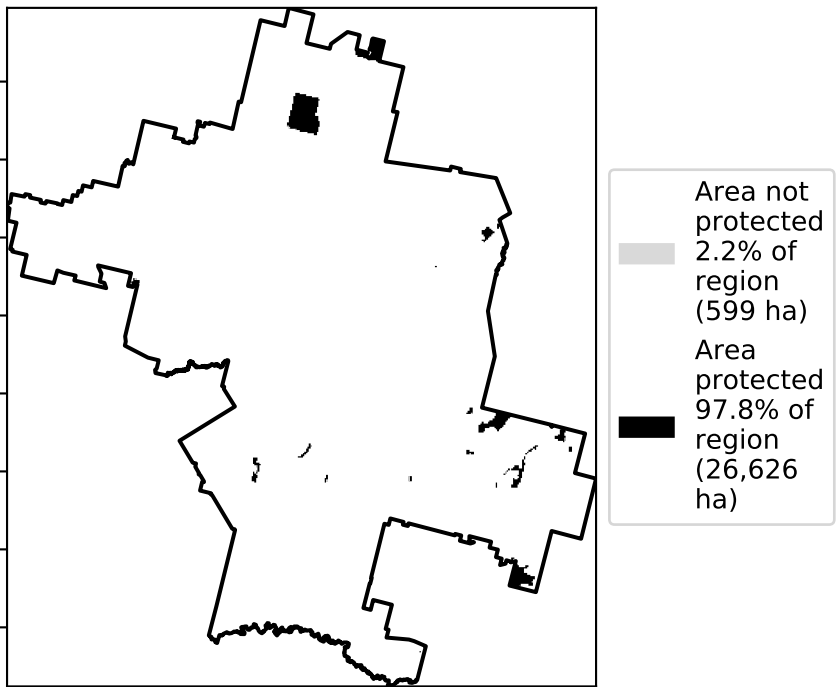 Area not
protected
2.2% of
region
(599 ha)
Area
protected
97.8% of
region
(26,626
ha)